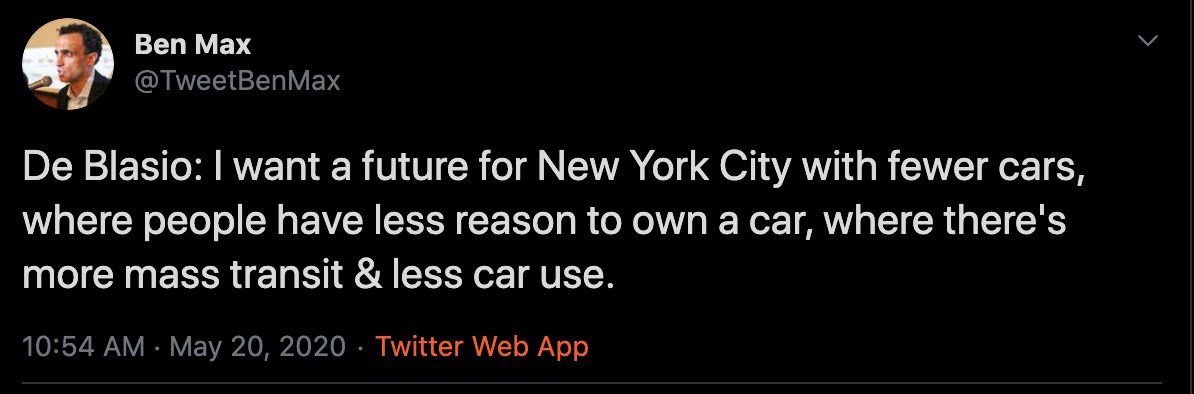 Ben Max
@TweetBenMax
De Blasio: I want a future for New York City with fewer cars,
where people have less reason to own a car, where there's
more mass transit & less car use.
10:54 AM · May 20, 2020 · Twitter Web App